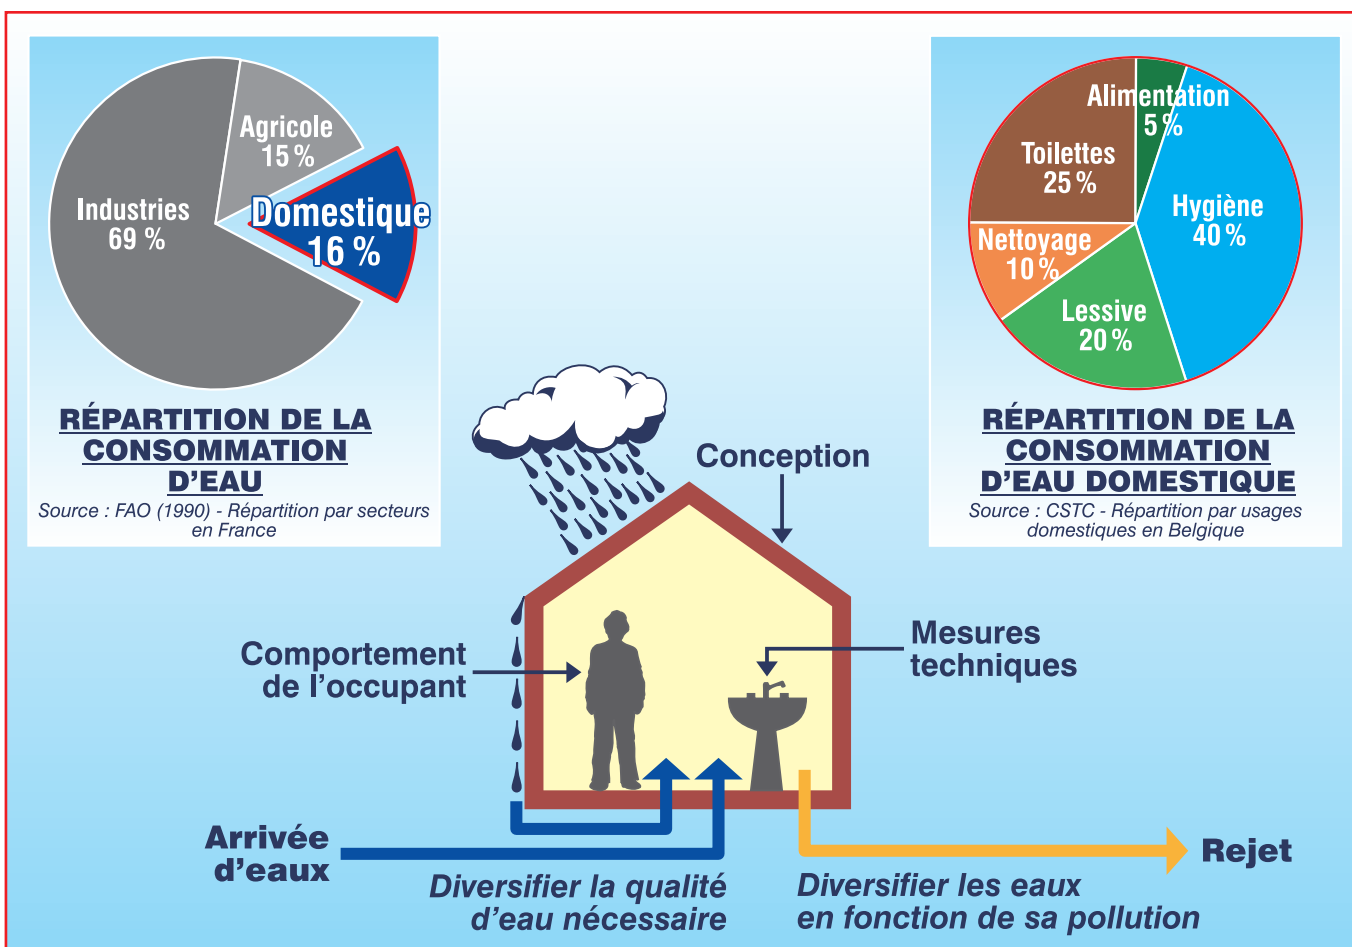 Agricole
15 %
Industries
69 %
Domestique
16 %
RÉPARTITION DE LA
CONSOMMATION
D'EAU
Source : FAO (1990) - Répartition par secteurs
en France
Alimentation
5 %
Toilettes
25 %
Hygiène
40 %
Nettoyage
10 %
Lessive
20 %
RÉPARTITION DE LA
CONSOMMATION
D'EAU DOMESTIQUE
Source : CSTC - Répartition par usages
domestiques en Belgique
Conception
Comportement
de l'occupant
Mesures
techniques
Arrivée
d'eaux
Rejet
Diversifier la qualité
d'eau nécessaire
Diversifier les eaux
en fonction de sa pollution